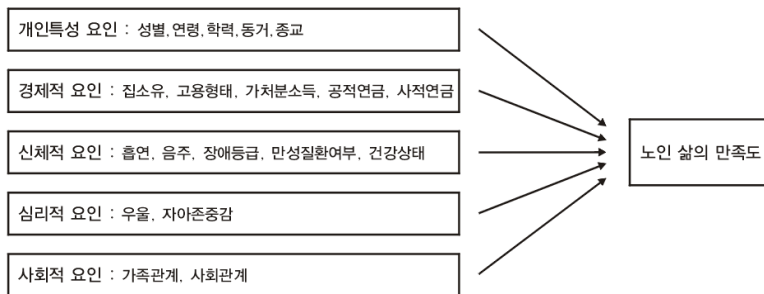 개인특성 요인 : 성별,연령,학력,동거,종교
경제적 요인 : 집소유, 고용형태, 가처분소득, 공적연금, 사적연금
신체적 요인 : 흡연, 음주, 장애등급, 만성질환여부, 건강상태
노인 삶의 만족도
심리적 요인 : 우울, 자아존중감
사회적 요인 : 가족관계, 사회관계